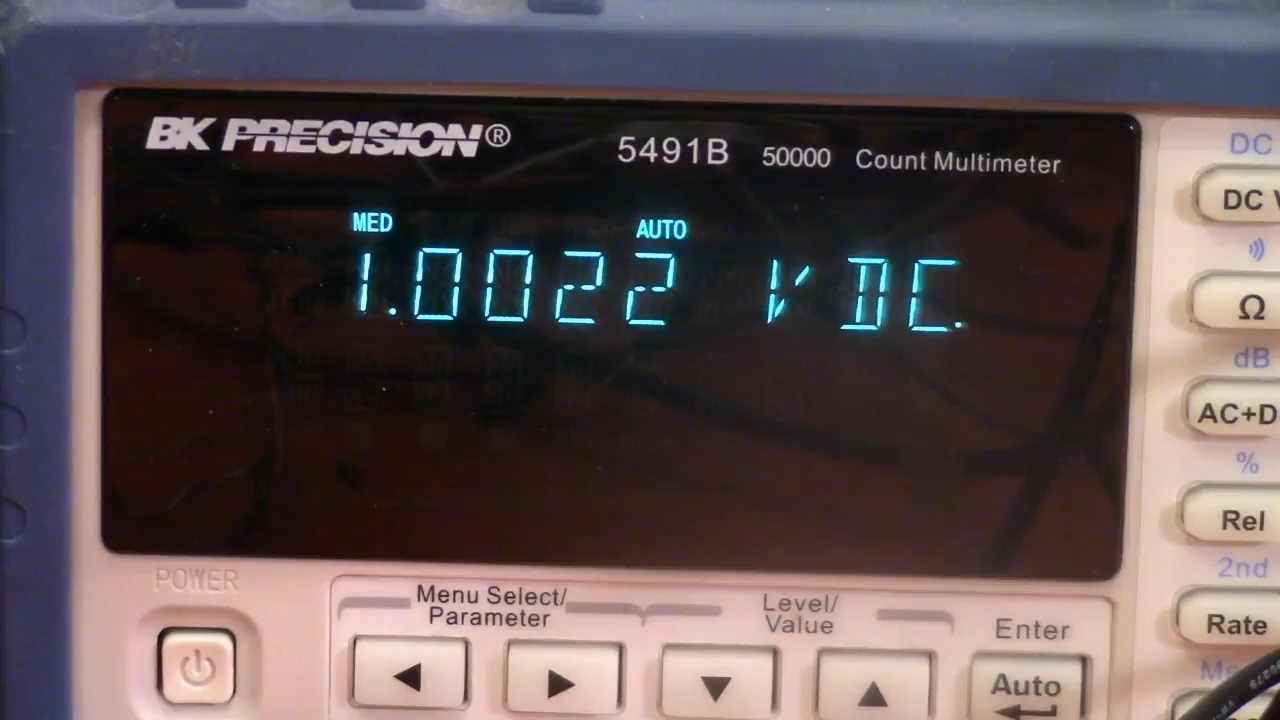 BK PRECISION®
5491B 50000 Count Multimeter
MED AUTO
1.0022 V DC
DC
DC V
Ω
dB
AC+D
%
Rel
2nd
Rate
POWER
Menu Select/
Parameter
Level/
Value
Enter
Auto